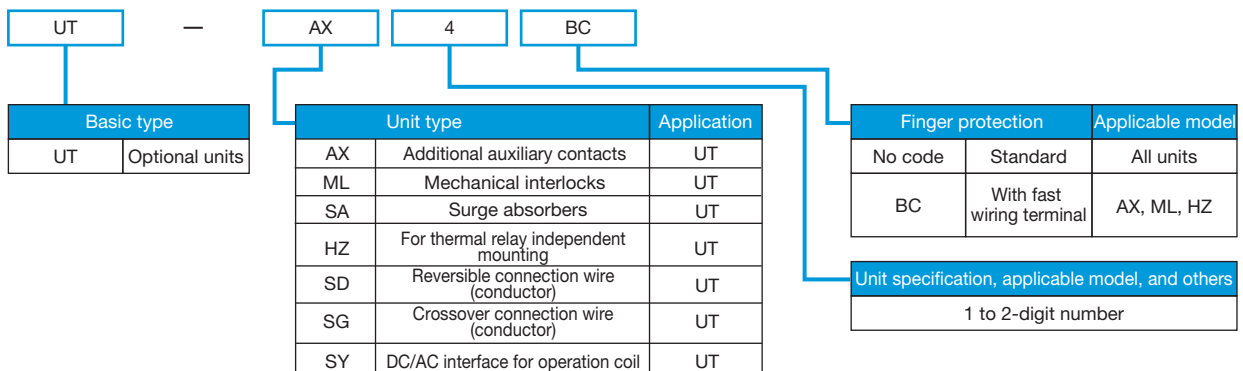 UT — AX 4 BC
Basic type
UT Optional units
Unit type Application
AX Additional auxiliary contacts UT
ML Mechanical interlocks UT
SA Surge absorbers UT
HZ For thermal relay independent
mounting UT
SD Reversible connection wire
(conductor) UT
SG Crossover connection wire
(conductor) UT
SY DC/AC interface for operation coil UT
Finger protection Applicable model
No code Standard All units
BC With fast
wiring terminal AX, ML, HZ
Unit specification, applicable model, and others
1 to 2-digit number